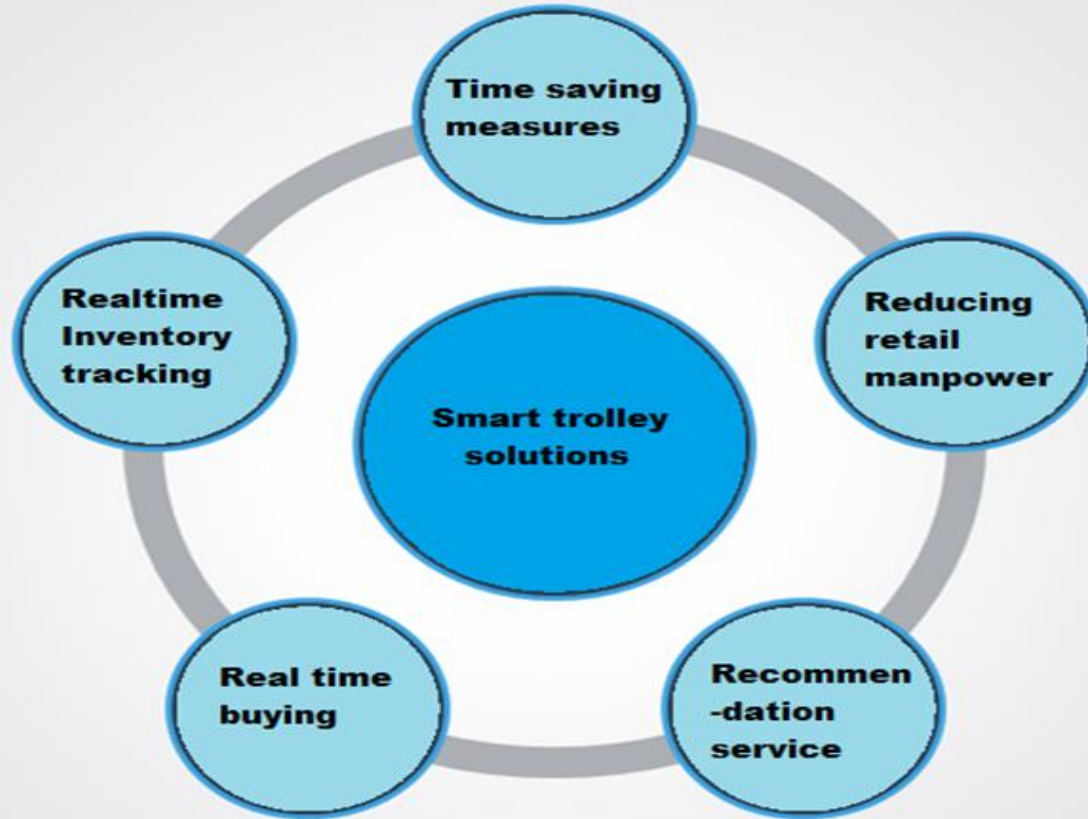 Time saving
measures
Realtime
Inventory
tracking
Reducing
retail
manpower
Smart trolley
solutions
Real time
buying
Recommen
-dation
service